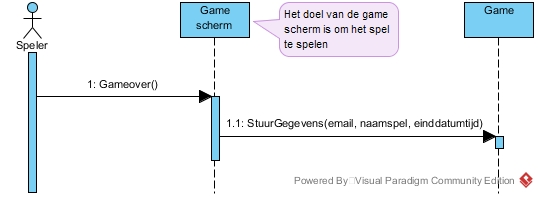 Game
scherm
Het doel van de game
scherm is om het spel
te spelen
Game
Speler
1: Gameover()
1.1: StuurGegevens(email, naamspel, einddatumtijd)
Powered By Visual Paradigm Community Edition